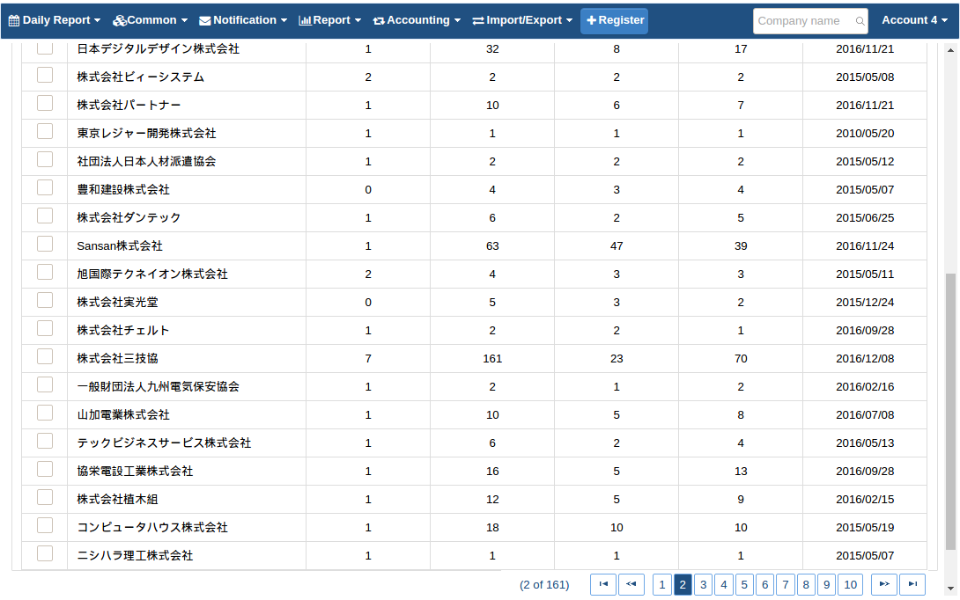 Daily Report Common Notification Report Accounting Import/Export Register Company name Account 4
日本デジタルデザイン株式会社 1 32 8 17 2016/11/21
株式会社ビィーシステム 2 2 2 2 2015/05/08
株式会社パートナー 1 10 6 7 2016/11/21
東京レジャー開発株式会社 1 1 1 1 2010/05/20
社団法人日本人材派遣協会 1 2 2 2 2015/05/12
豊和建設株式会社 0 4 3 4 2015/05/07
株式会社ダンテック 1 6 2 5 2015/06/25
Sansan株式会社 1 63 47 39 2016/11/24
旭国際テクネイオン株式会社 2 4 3 3 2015/05/11
株式会社実光堂 0 5 3 2 2015/12/24
株式会社チェルト 1 2 2 1 2016/09/28
株式会社三技協 7 161 23 70 2016/12/08
一般財団法人九州電気保安協会 1 2 1 2 2016/02/16
山加電業株式会社 1 10 5 8 2016/07/08
テックビジネスサービス株式会社 1 6 2 4 2016/05/13
協栄電設工業株式会社 1 16 5 13 2016/09/28
株式会社植木組 1 12 5 9 2016/02/15
コンピュータハウス株式会社 1 18 10 10 2015/05/19
ニシハラ理工株式会社 1 1 1 1 2015/05/07
(2 of 161) 1 2 3 4 5 6 7 8 9 10